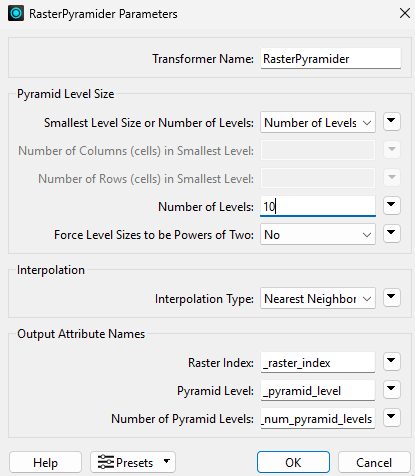 RasterPyramider Parameters
Transformer Name: RasterPyramider
Pyramid Level Size
Smallest Level Size or Number of Levels: Number of Levels
Number of Columns (cells) in Smallest Level:
Number of Rows (cells) in Smallest Level:
Number of Levels: 10
Force Level Sizes to be Powers of Two: No
Interpolation
Interpolation Type: Nearest Neighbor
Output Attribute Names
Raster Index: _raster_index
Pyramid Level: _pyramid_level
Number of Pyramid Levels: _num_pyramid_levels
Help Presets OK Cancel